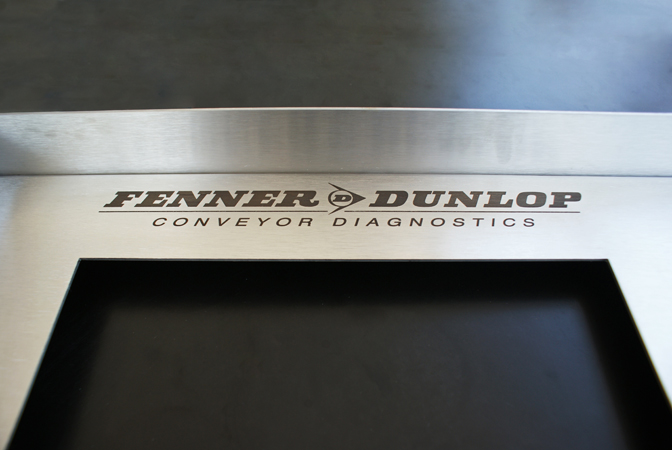 FENNER D DUNLOP
CONVEYOR DIAGNOSTICS